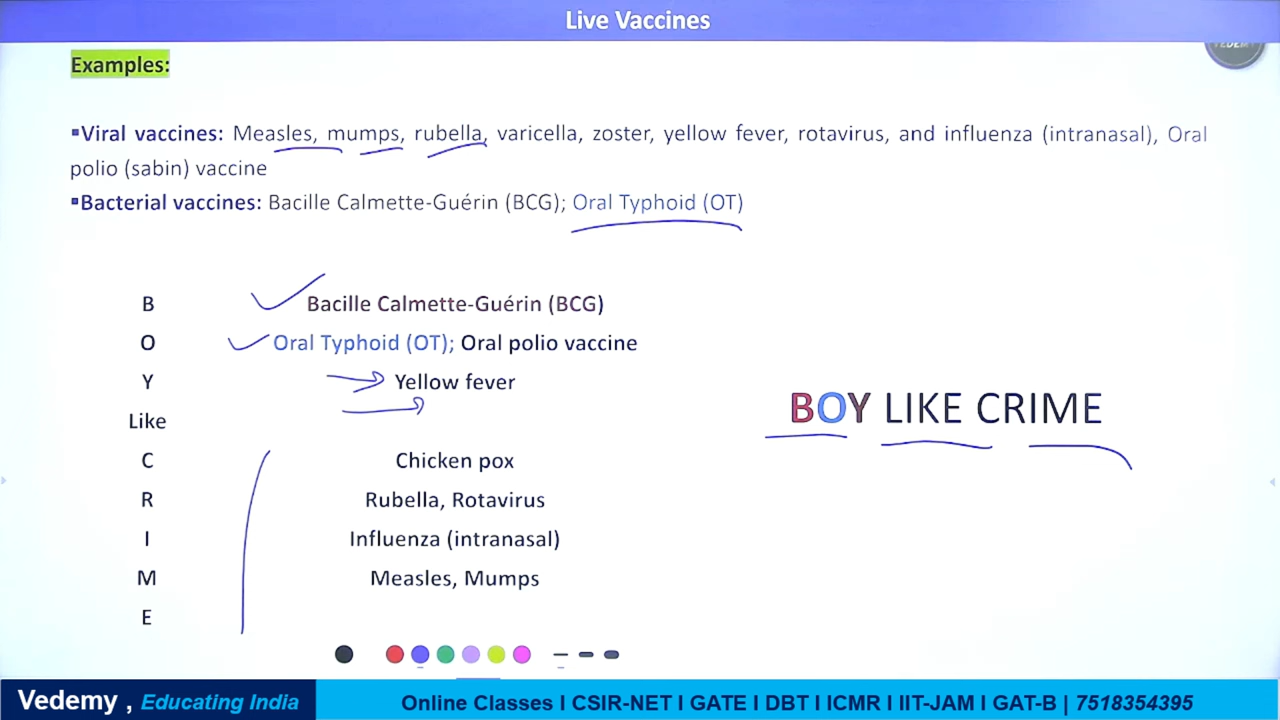 Live Vaccines
Examples:
▪Viral vaccines: Measles, mumps, rubella, varicella, zoster, yellow fever, rotavirus, and influenza (intranasal), Oral
polio (sabin) vaccine
▪Bacterial vaccines: Bacille Calmette-Guérin (BCG); Oral Typhoid (OT)
B Bacille Calmette-Guérin (BCG)
O Oral Typhoid (OT); Oral polio vaccine
Y Yellow fever
Like
C Chicken pox
R Rubella, Rotavirus
I Influenza (intranasal)
M Measles, Mumps
E
BOY LIKE CRIME
Vedemy , Educating India
Online Classes I CSIR-NET I GATE I DBT I ICMR I IIT-JAM I GAT-B | 7518354395